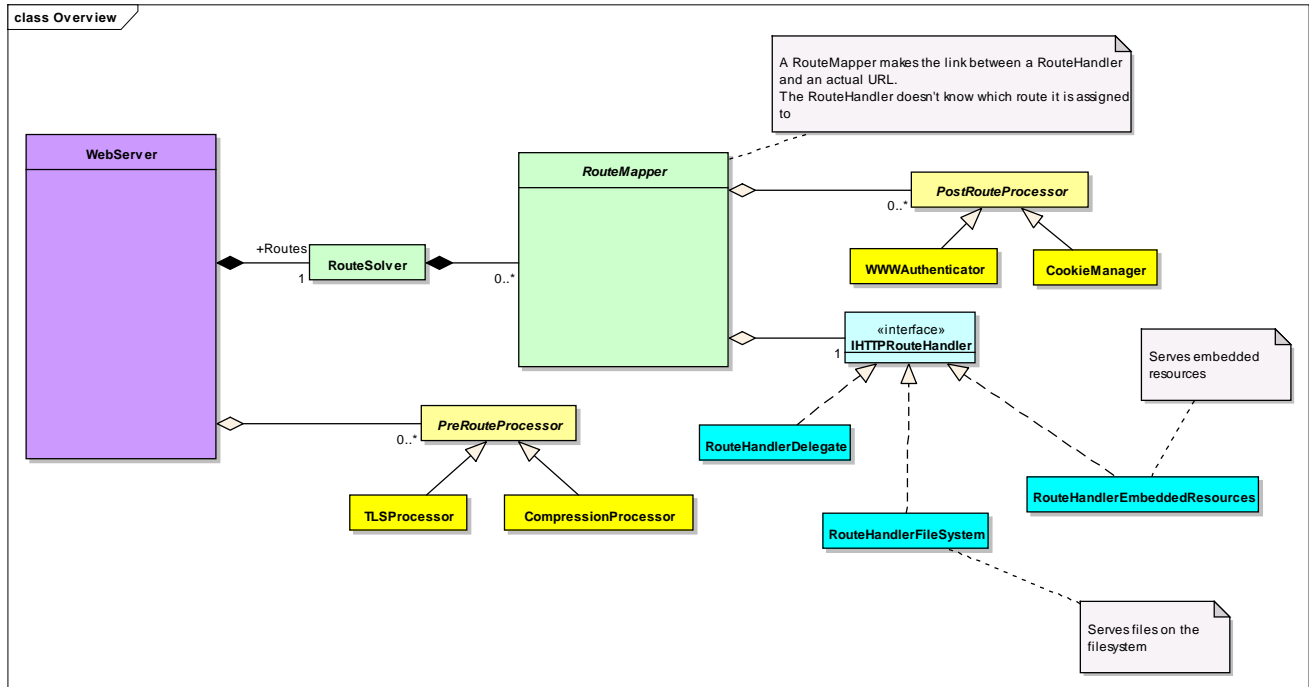 class Overview
A RouteMapper makes the link between a RouteHandler
and an actual URL.
The RouteHandler doesn't know which route it is assigned
to
WebServer
RouteMapper
PostRouteProcessor
0..*
+Routes
1
RouteSolver
0..*
WWWAuthenticator
CookieManager
«interface»
IHTTPRouteHandler
1
Serves embedded
resources
PreRouteProcessor
0..*
RouteHandlerDelegate
RouteHandlerEmbeddedResources
TLSProcessor
CompressionProcessor
RouteHandlerFileSystem
Serves files on the
filesystem